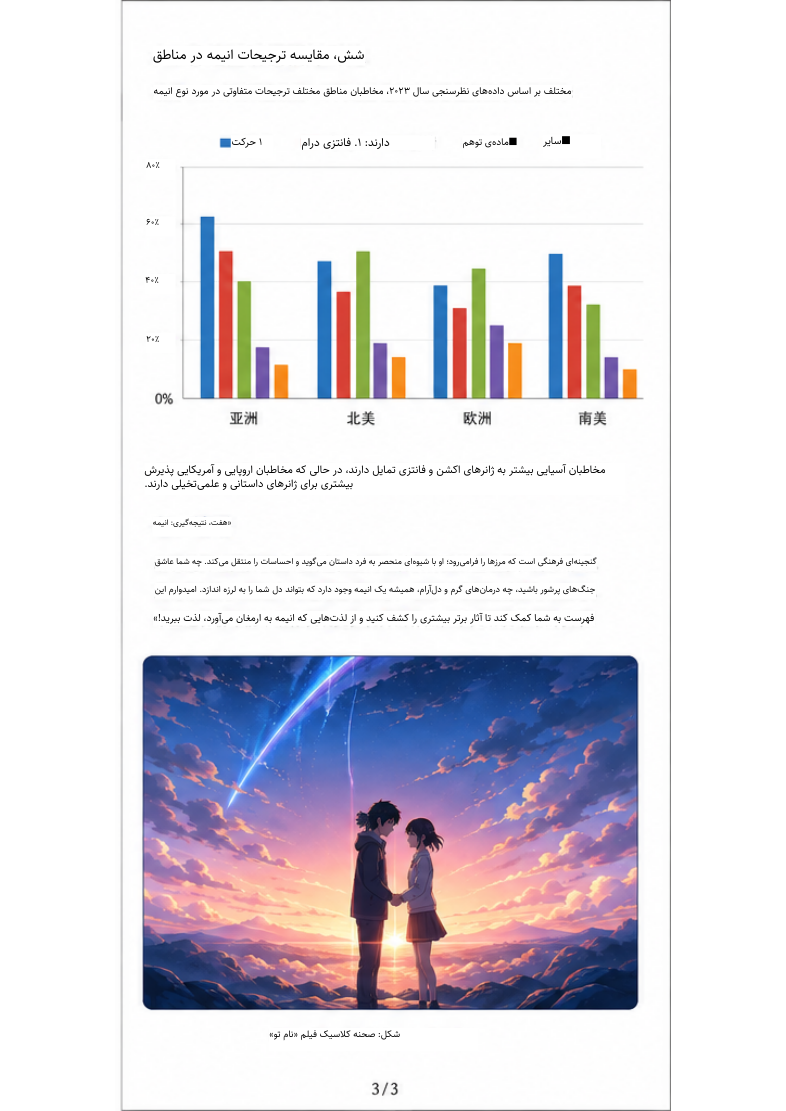 شش، مقایسه ترجیحات انیمه در مناطق
مختلف بر اساس داده‌های نظرسنجی سال ۲۰۲۳، مخاطبان مناطق مختلف ترجیحات متفاوتی در مورد نوع انیمه
۱ حرکت دارند: ۱. فانتزی درام ماده‌ی توهم سایر
۸۰٪
۶۰٪
۴۰٪
۲۰٪
0%
亚洲 北美 欧洲 南美
مخاطبان آسیایی بیشتر به ژانرهای اکشن و فانتزی تمایل دارند، در حالی که مخاطبان اروپایی و آمریکایی پذیرش
بیشتری برای ژانرهای داستانی و علمی‌تخیلی دارند.
«هفت، نتیجه‌گیری: انیمه
گنجینه‌ای فرهنگی است که مرزها را فرامی‌رود؛ او با شیوه‌ای منحصر به فرد داستان می‌گوید و احساسات را منتقل می‌کند. چه شما عاشق
جنگ‌های پرشور باشید، چه درمان‌های گرم و دل‌آرام، همیشه یک انیمه وجود دارد که بتواند دل شما را به لرزه اندازد. امیدوارم این
فهرست به شما کمک کند تا آثار برتر بیشتری را کشف کنید و از لذت‌هایی که انیمه به ارمغان می‌آورد، لذت ببرید!»
شکل: صحنه کلاسیک فیلم «نام تو»
3/3